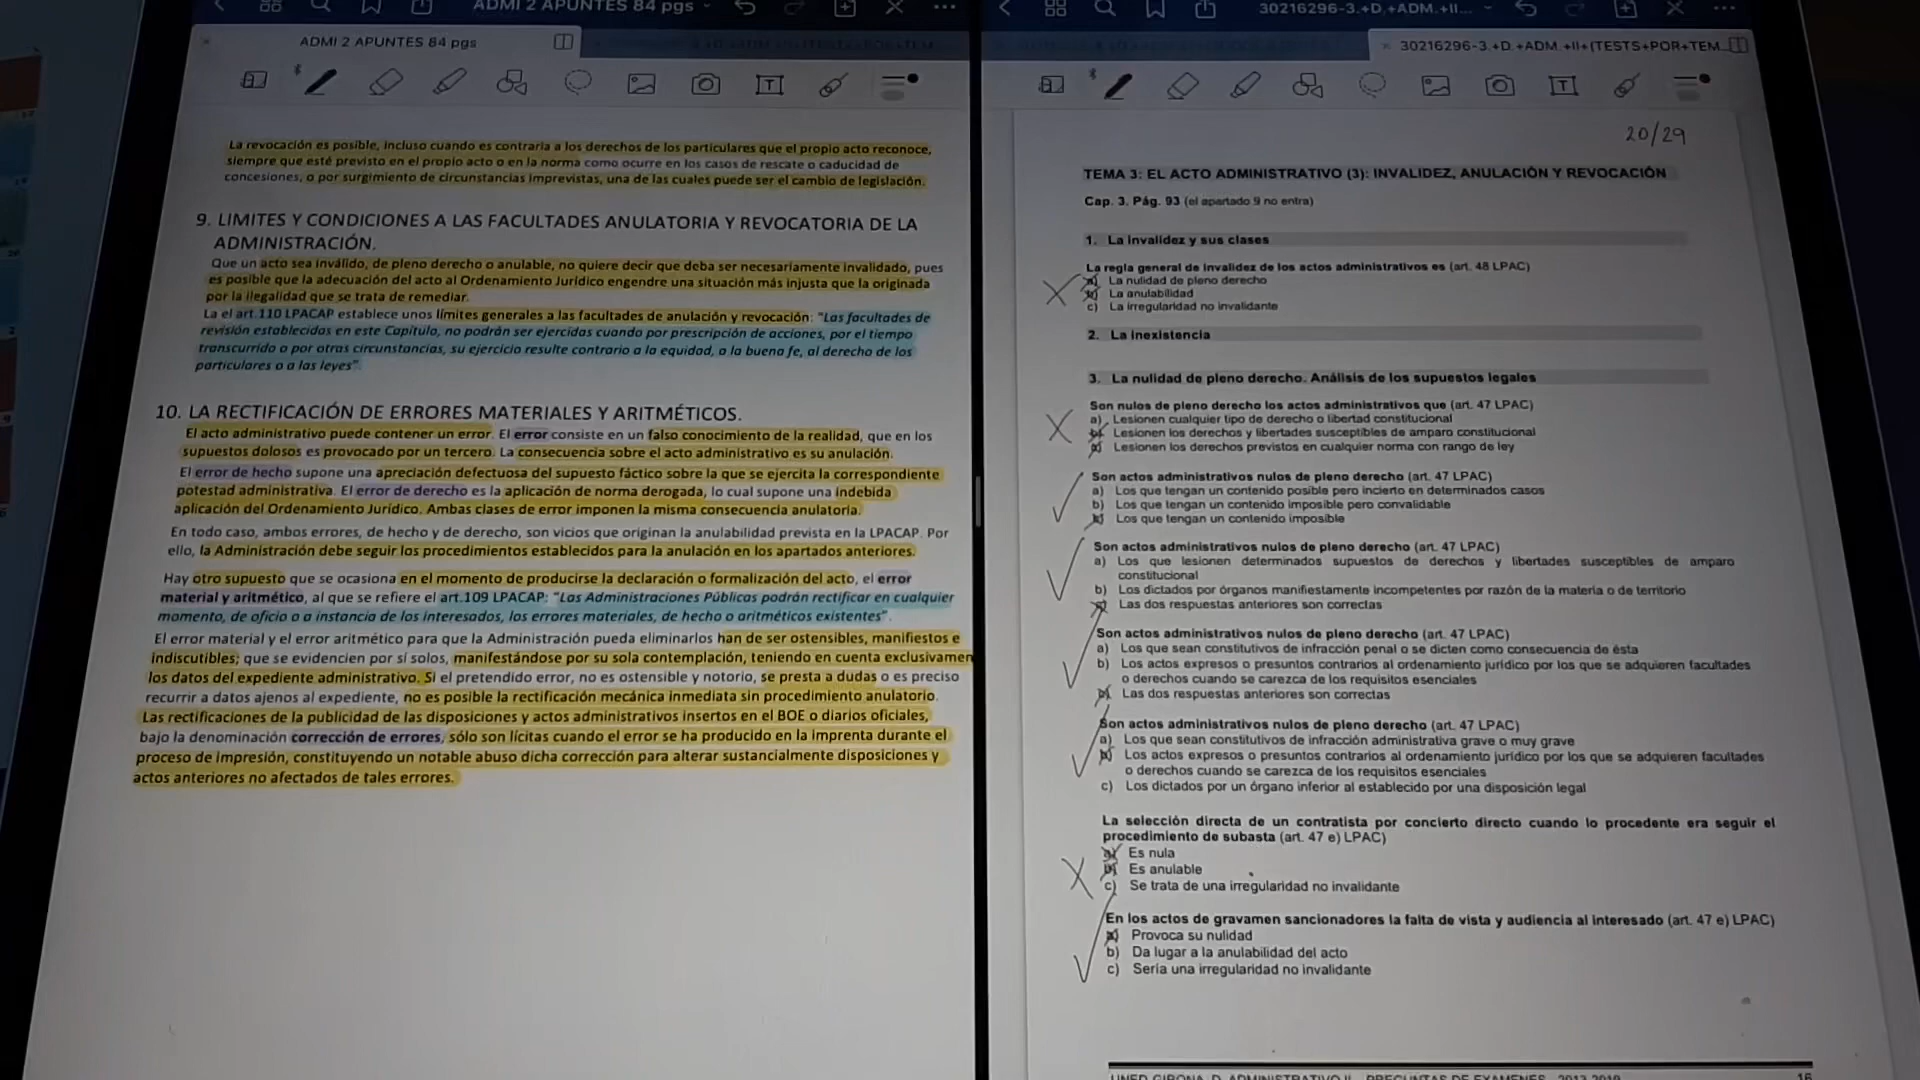 ADMI 2 APUNTES 84 pgs
ADMI 2 APUNTES 84 pgs
La revocación es posible, incluso cuando es contraria a los derechos de los particulares que el propio acto reconoce,
siempre que esté previsto en el propio acto o en la norma como ocurre en los casos de rescate o caducidad de
concesiones, o por surgimiento de circunstancias imprevistas, una de las cuales puede ser el cambio de legislación.
9. LIMITES Y CONDICIONES A LAS FACULTADES ANULATORIA Y REVOCATORIA DE LA
ADMINISTRACIÓN.
Que un acto sea inválido, de pleno derecho o anulable, no quiere decir que deba ser necesariamente invalidado, pues
es posible que la adecuación del acto al Ordenamiento Jurídico engendre una situación más injusta que la originada
por la ilegalidad que se trata de remediar.
La el art.110 LPACAP establece unos límites generales a las facultades de anulación y revocación: "Las facultades de
revisión establecidas en este Capítulo, no podrán ser ejercidas cuando por prescripción de acciones, por el tiempo
transcurrido o por otras circunstancias, su ejercicio resulte contrario a la equidad, a la buena fe, al derecho de los
particulares o a las leyes".
10. LA RECTIFICACIÓN DE ERRORES MATERIALES Y ARITMÉTICOS.
El acto administrativo puede contener un error. El error consiste en un falso conocimiento de la realidad, que en los
supuestos dolosos es provocado por un tercero. La consecuencia sobre el acto administrativo es su anulación.
El error de hecho supone una apreciación defectuosa del supuesto fáctico sobre la que se ejercita la correspondiente
potestad administrativa. El error de derecho es la aplicación de norma derogada, lo cual supone una indebida
aplicación del Ordenamiento Jurídico. Ambas clases de error imponen la misma consecuencia anulatoria.
En todo caso, ambos errores, de hecho y de derecho, son vicios que originan la anulabilidad prevista en la LPACAP. Por
ello, la Administración debe seguir los procedimientos establecidos para la anulación en los apartados anteriores.
Hay otro supuesto que se ocasiona en el momento de producirse la declaración o formalización del acto, el error
material y aritmético, al que se refiere el art.109 LPACAP: "Las Administraciones Públicas podrán rectificar en cualquier
momento, de oficio o a instancia de los interesados, los errores materiales, de hecho o aritméticos existentes".
El error material y el error aritmético para que la Administración pueda eliminarlos han de ser ostensibles, manifiestos e
indiscutibles; que se evidencien por sí solos, manifestándose por su sola contemplación, teniendo en cuenta exclusivamen
los datos del expediente administrativo. Si el pretendido error, no es ostensible y notorio, se presta a dudas o es preciso
recurrir a datos ajenos al expediente, no es posible la rectificación mecánica inmediata sin procedimiento anulatorio.
Las rectificaciones de la publicidad de las disposiciones y actos administrativos insertos en el BOE o diarios oficiales,
bajo la denominación corrección de errores, sólo son lícitas cuando el error se ha producido en la imprenta durante el
proceso de impresión, constituyendo un notable abuso dicha corrección para alterar sustancialmente disposiciones y
actos anteriores no afectados de tales errores.
30216296-3.+D.+ADM.+II...
30216296-3.+D.+ADM.+II+(TESTS+POR+TEM...
20/29
TEMA 3: EL ACTO ADMINISTRATIVO (3): INVALIDEZ, ANULACIÓN Y REVOCACIÓN
Cap. 3. Pág. 93 (el apartado 9 no entra)
1. La invalidez y sus clases
La regla general de invalidez de los actos administrativos es (art. 48 LPAC)
a) La nulidad de pleno derecho
b) La anulabilidad
c) La irregularidad no invalidante
2. La inexistencia
3. La nulidad de pleno derecho. Análisis de los supuestos legales
Son nulos de pleno derecho los actos administrativos que (art. 47 LPAC)
a) Lesionen cualquier tipo de derecho o libertad constitucional
b) Lesionen los derechos y libertades susceptibles de amparo constitucional
c) Lesionen los derechos previstos en cualquier norma con rango de ley
Son actos administrativos nulos de pleno derecho (art. 47 LPAC)
a) Los que tengan un contenido posible pero incierto en determinados casos
b) Los que tengan un contenido imposible pero convalidable
c) Los que tengan un contenido imposible
Son actos administrativos nulos de pleno derecho (art. 47 LPAC)
a) Los que lesionen determinados supuestos de derechos y libertades susceptibles de amparo
constitucional
b) Los dictados por órganos manifiestamente incompetentes por razón de la materia o de territorio
c) Las dos respuestas anteriores son correctas
Son actos administrativos nulos de pleno derecho (art. 47 LPAC)
a) Los que sean constitutivos de infracción penal o se dicten como consecuencia de ésta
b) Los actos expresos o presuntos contrarios al ordenamiento jurídico por los que se adquieren facultades
o derechos cuando se carezca de los requisitos esenciales
c) Las dos respuestas anteriores son correctas
Son actos administrativos nulos de pleno derecho (art. 47 LPAC)
a) Los que sean constitutivos de infracción administrativa grave o muy grave
b) Los actos expresos o presuntos contrarios al ordenamiento jurídico por los que se adquieren facultades
o derechos cuando se carezca de los requisitos esenciales
c) Los dictados por un órgano inferior al establecido por una disposición legal
La selección directa de un contratista por concierto directo cuando lo procedente era seguir el
procedimiento de subasta (art. 47 e) LPAC)
a) Es nula
b) Es anulable
c) Se trata de una irregularidad no invalidante
En los actos de gravamen sancionadores la falta de vista y audiencia al interesado (art. 47 e) LPAC)
a) Provoca su nulidad
b) Da lugar a la anulabilidad del acto
c) Sería una irregularidad no invalidante
UNED GIRONA. D. ADMINISTRATIVO II - PREGUNTAS DE EXÁMENES 2013-2019 16